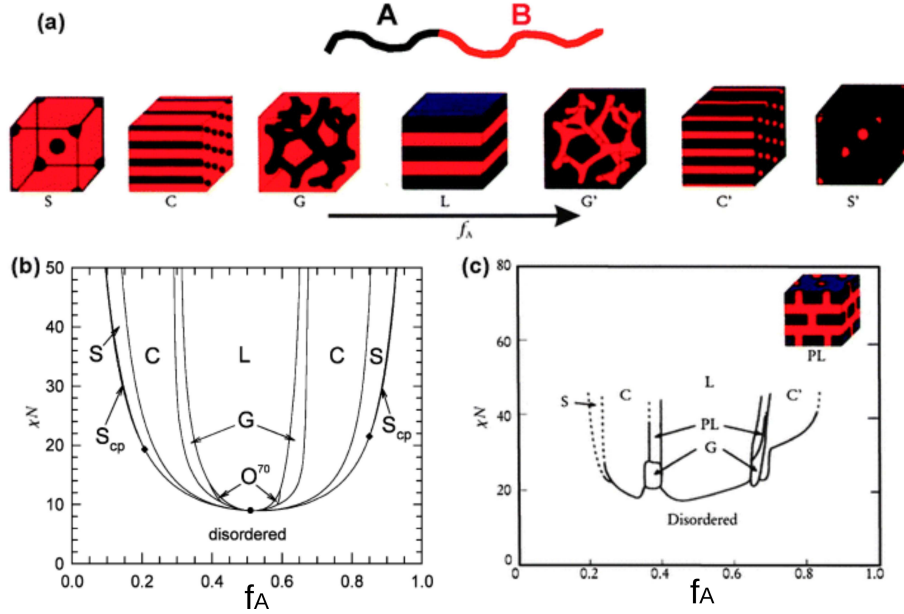 (a)
A B
S C G L G' C' S'
fA
(b)
50
40
30
20
10
0
χN
S C L C S
Scp Scp
G
O70
disordered
0.0 0.2 0.4 0.6 0.8 1.0
fA
(c)
80
60
40
20
0
χN
PL
L
S C C'
PL
G
Disordered
0 0.2 0.4 0.6 0.8 1.0
fA